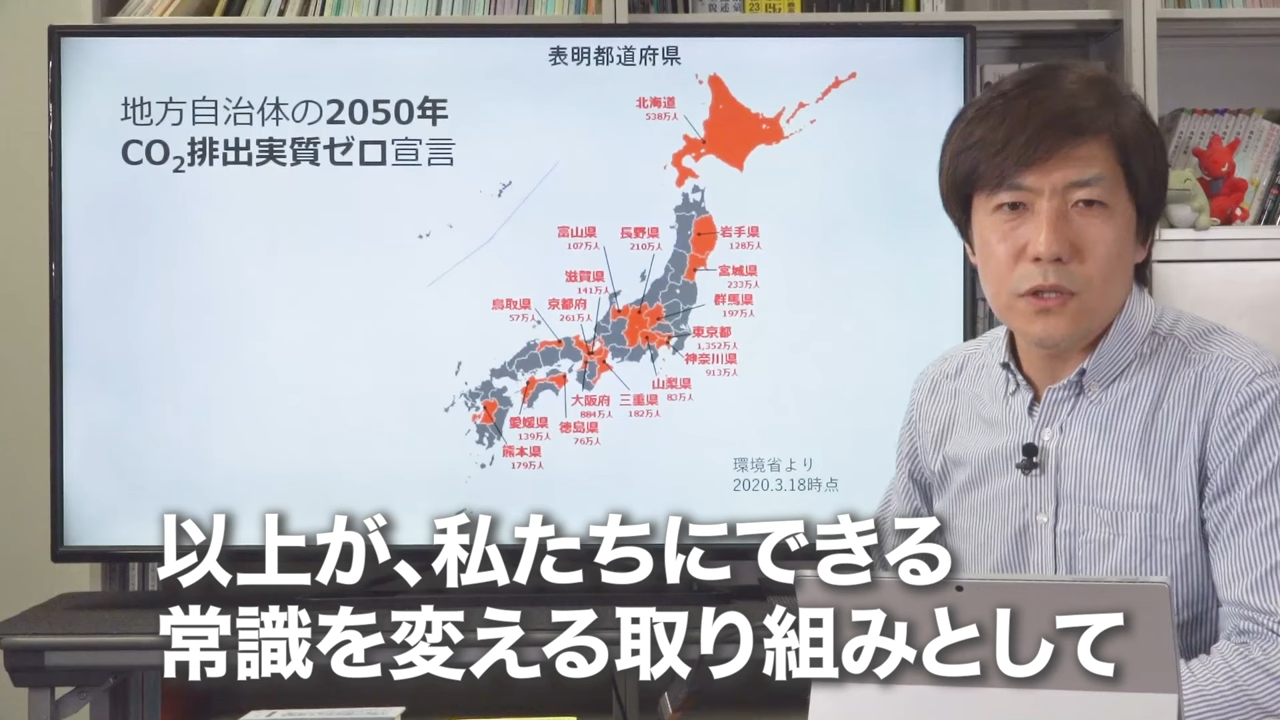 表明都道府県
地方自治体の2050年
CO₂排出実質ゼロ宣言
北海道
538万人
富山県
107万人
長野県
210万人
岩手県
128万人
宮城県
233万人
滋賀県
141万人
群馬県
197万人
鳥取県
57万人
京都府
261万人
東京都
1,352万人
神奈川県
913万人
山梨県
83万人
大阪府
884万人
三重県
182万人
愛媛県
139万人
徳島県
76万人
熊本県
179万人
環境省より
2020.3.18時点
以上が、私たちにできる
常識を変える取り組みとして